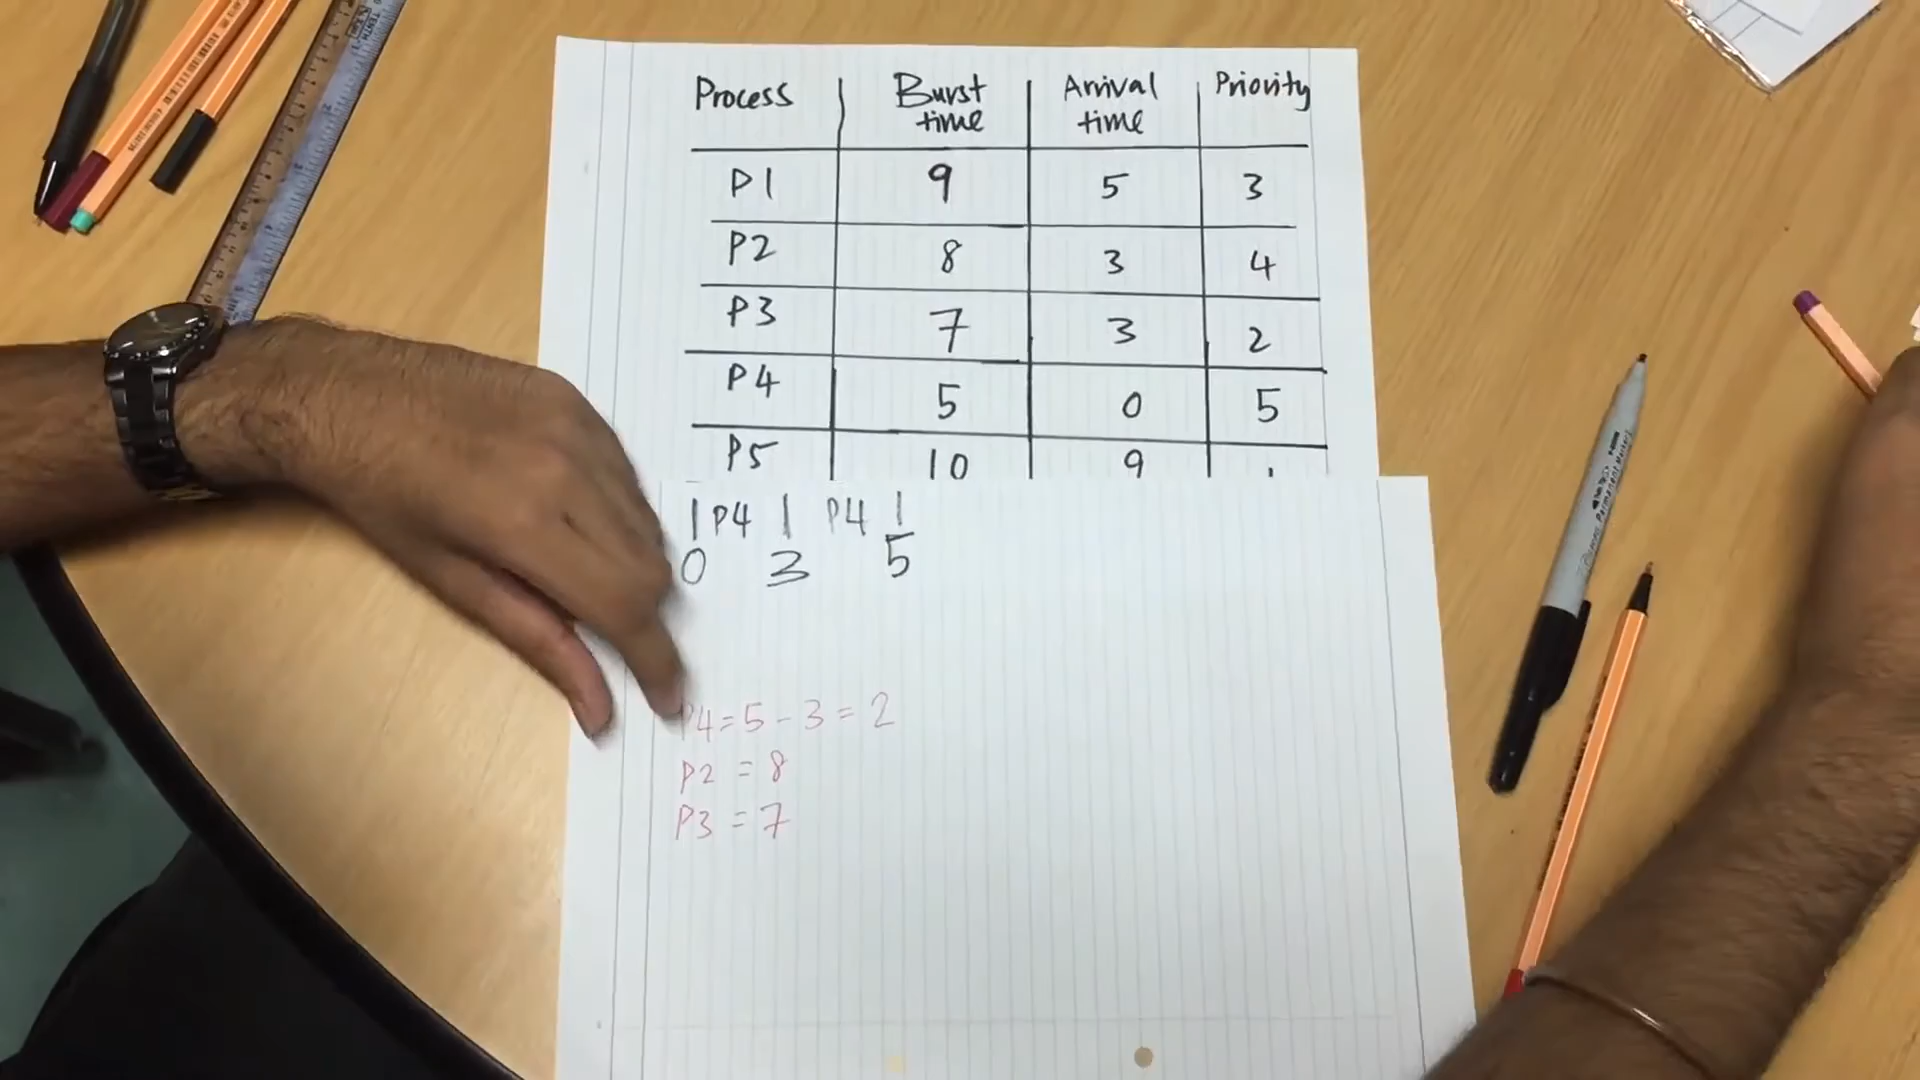 Process Burst time Arrival time Priority
P1 9 5 3
P2 8 3 4
P3 7 3 2
P4 5 0 5
P5 10 9
| P4 | P4 |
0 3 5
P4 = 5 - 3 = 2
P2 = 8
P3 = 7